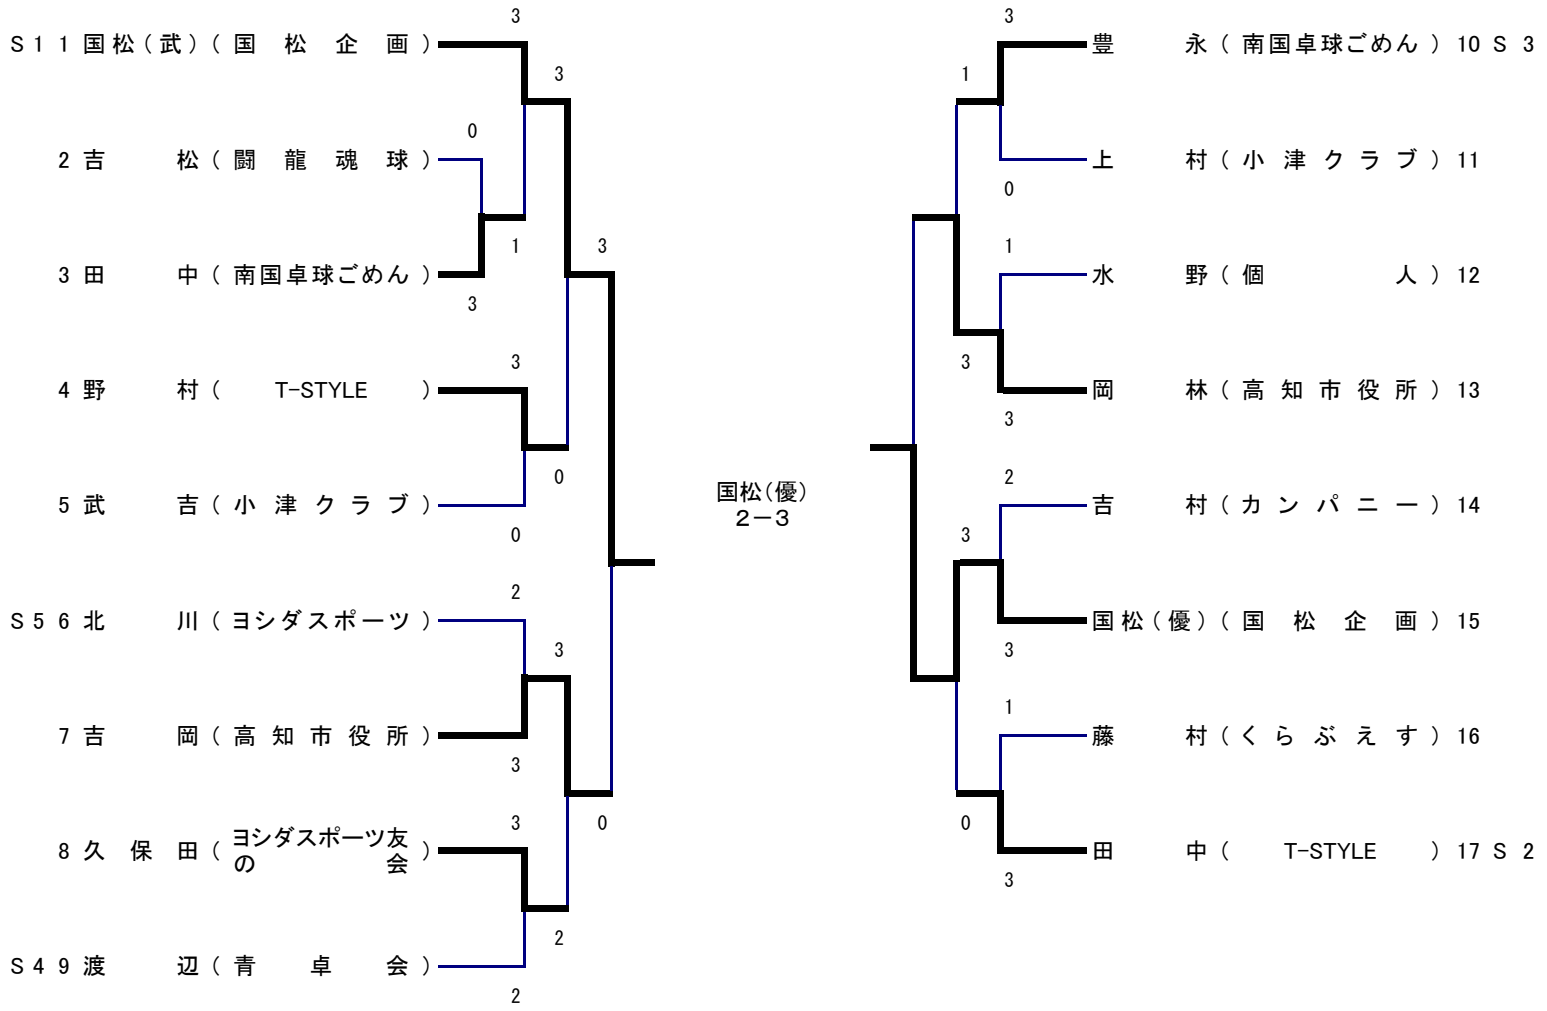 3 3
S1 1 国松(武)(国松企画) 豊永(南国卓球ごめん) 10 S3
3 1
0
2 吉松(闘龍魂球) 上村(小津クラブ) 11
0
1 3 1
3 田中(南国卓球ごめん) 水野(個人) 12
3
3 3
4 野村(T-STYLE) 岡林(高知市役所) 13
3
0 2
国松(優)
5 武吉(小津クラブ) 吉村(カンパニー) 14
2－3
0 3
2
S5 6 北川(ヨシダスポーツ) 国松(優)(国松企画) 15
3 3
1
7 吉岡(高知市役所) 藤村(くらぶえす) 16
3
3 0 0
8 久保田(ヨシダスポーツ友の会) 田中(T-STYLE) 17 S2
3
2
S4 9 渡辺(青卓会)
2